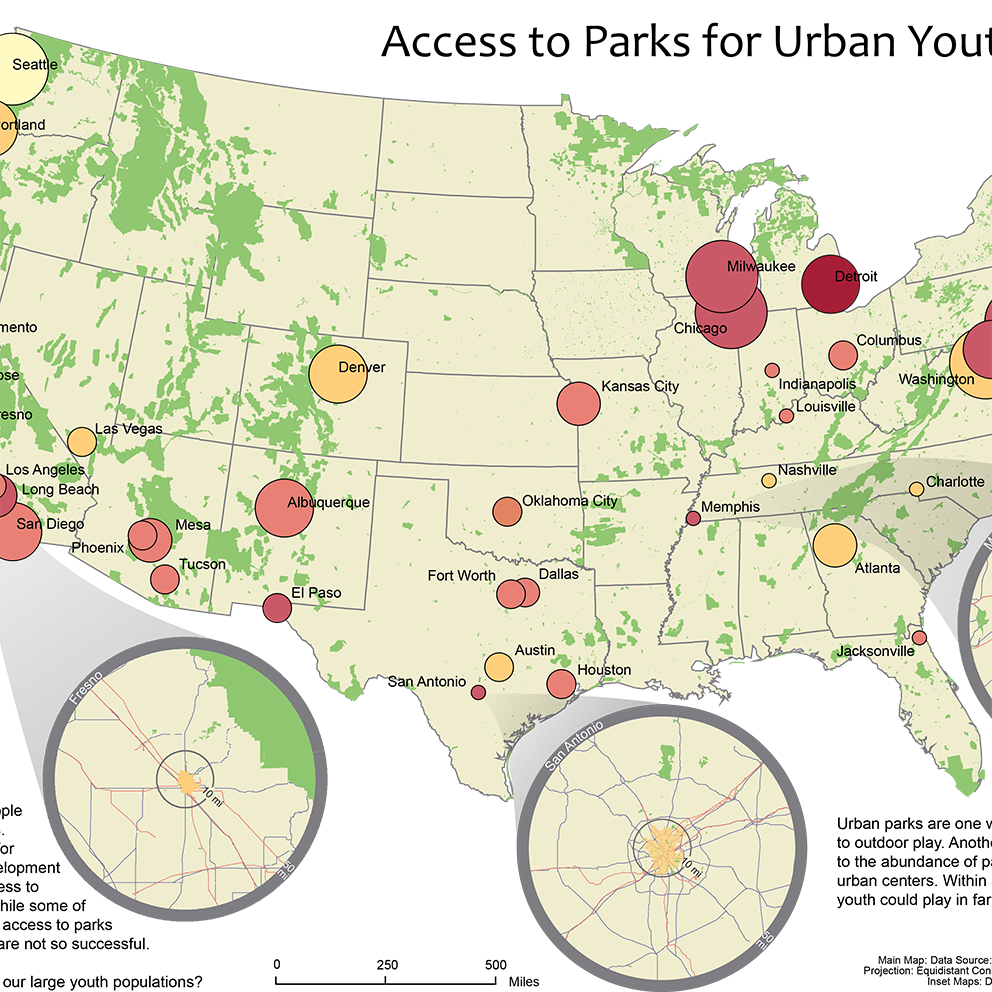 Access to Parks for Urban Yout
Seattle
ortland
Milwaukee
Detroit
Chicago
mento
Columbus
Denver
ose
Washington
Indianapolis
Kansas City
Louisville
resno
Las Vegas
Los Angeles
Nashville
Long Beach
Charlotte
Albuquerque
Oklahoma City
Memphis
San Diego
Mesa
Phoenix
Tucson
Atlanta
Fort Worth
Dallas
El Paso
Jacksonville
Austin
Houston
San Antonio
Fresno
10 mi
50 mi
San Antonio
10 mi
50 mi
ople
.
or
elopment
ess to
hile some of
access to parks
are not so successful.
our large youth populations?
0 250 500
Miles
Urban parks are one w
to outdoor play. Anothe
to the abundance of pa
urban centers. Within
youth could play in far
Main Map: Data Source:
Projection: Equidistant Coni
Inset Maps: D